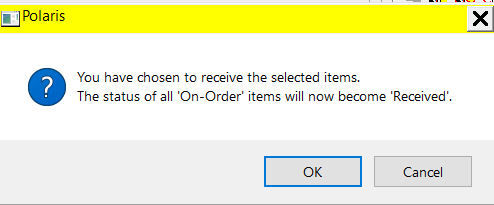 Polaris
You have chosen to receive the selected items.
The status of all 'On-Order' items will now become 'Received'.
OK
Cancel